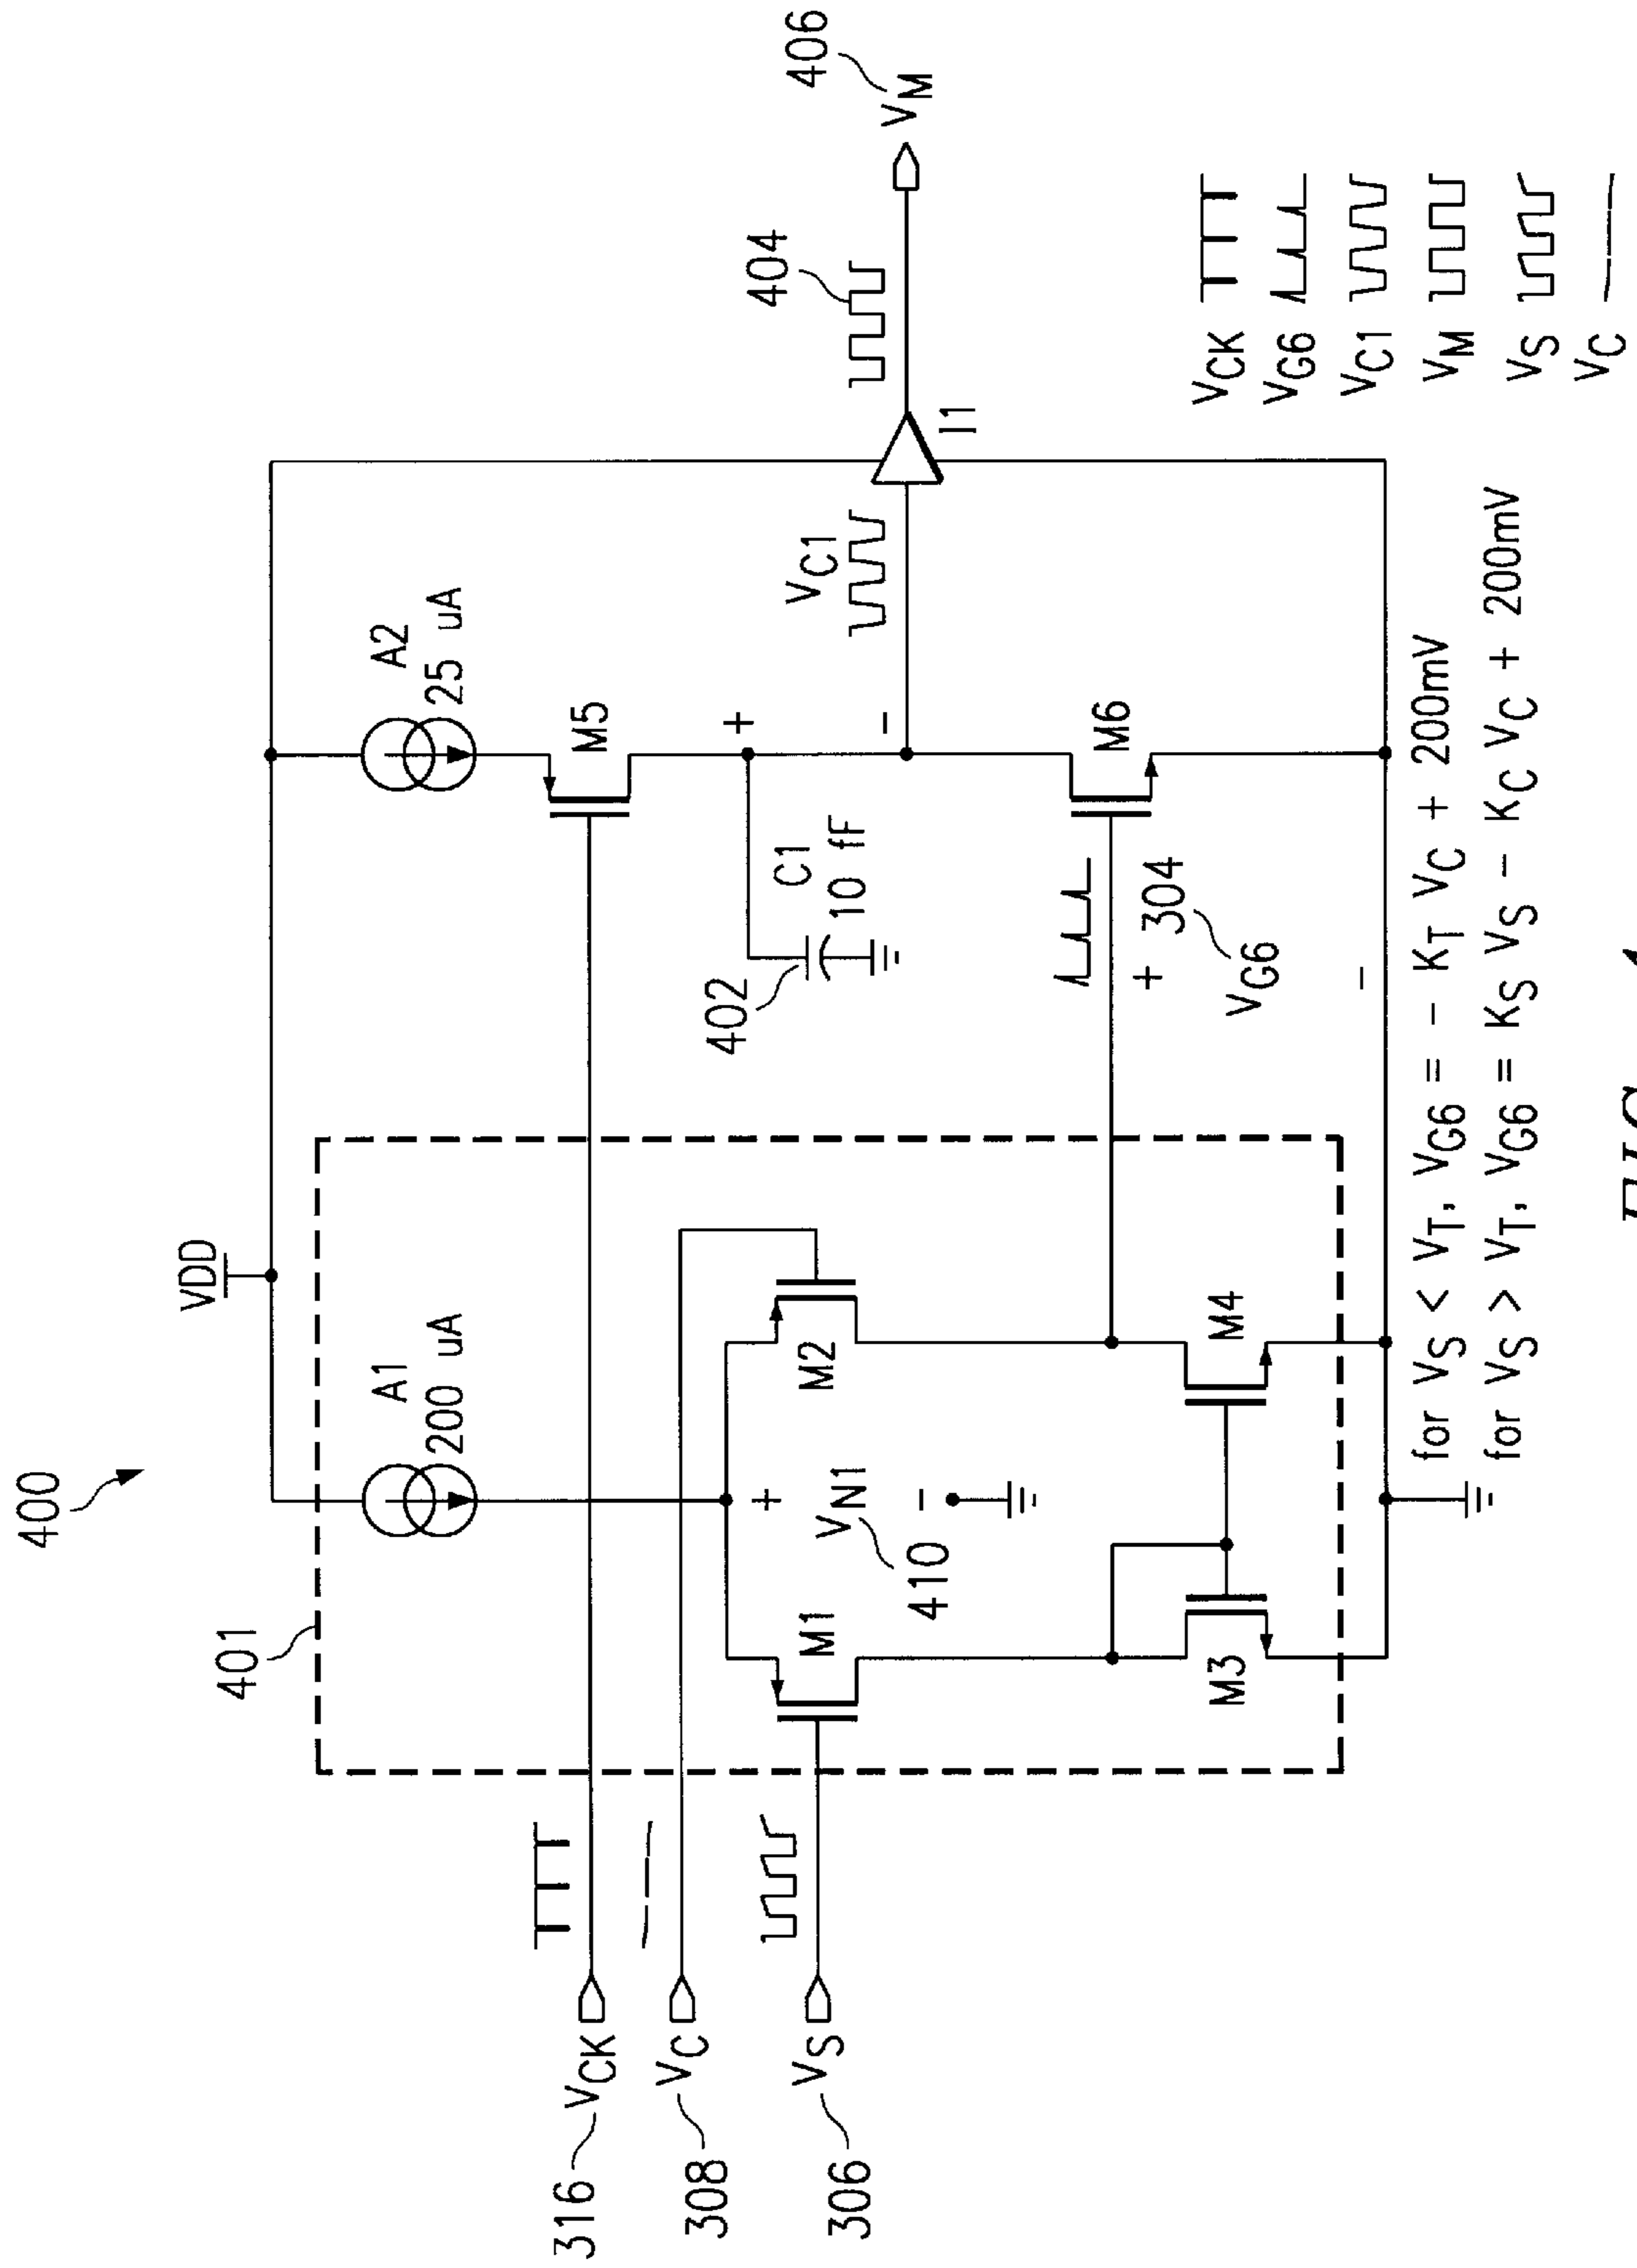 400
VDD
401
A1
200 uA
A2
25 uA
316
VCK
308
VC
306
VS
M1
M2
VN1
410
+
-
M3
M4
M5
+
-
402
C1
10 fF
VC1
M6
304
VG6
+
-
I1
404
406
VM
VCK
VG6
VC1
VM
VS
VC
for VS < VT, VG6 = - KT VC + 200mV
for VS > VT, VG6 = KS VS - KC VC + 200mV